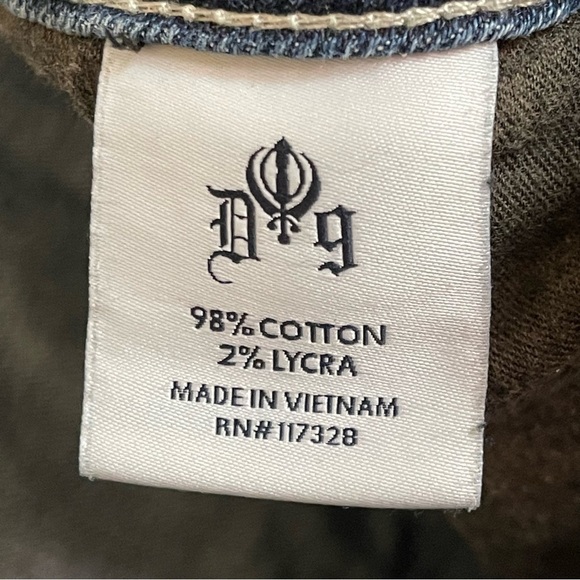 D g
98% COTTON
2% LYCRA
MADE IN VIETNAM
RN#117328